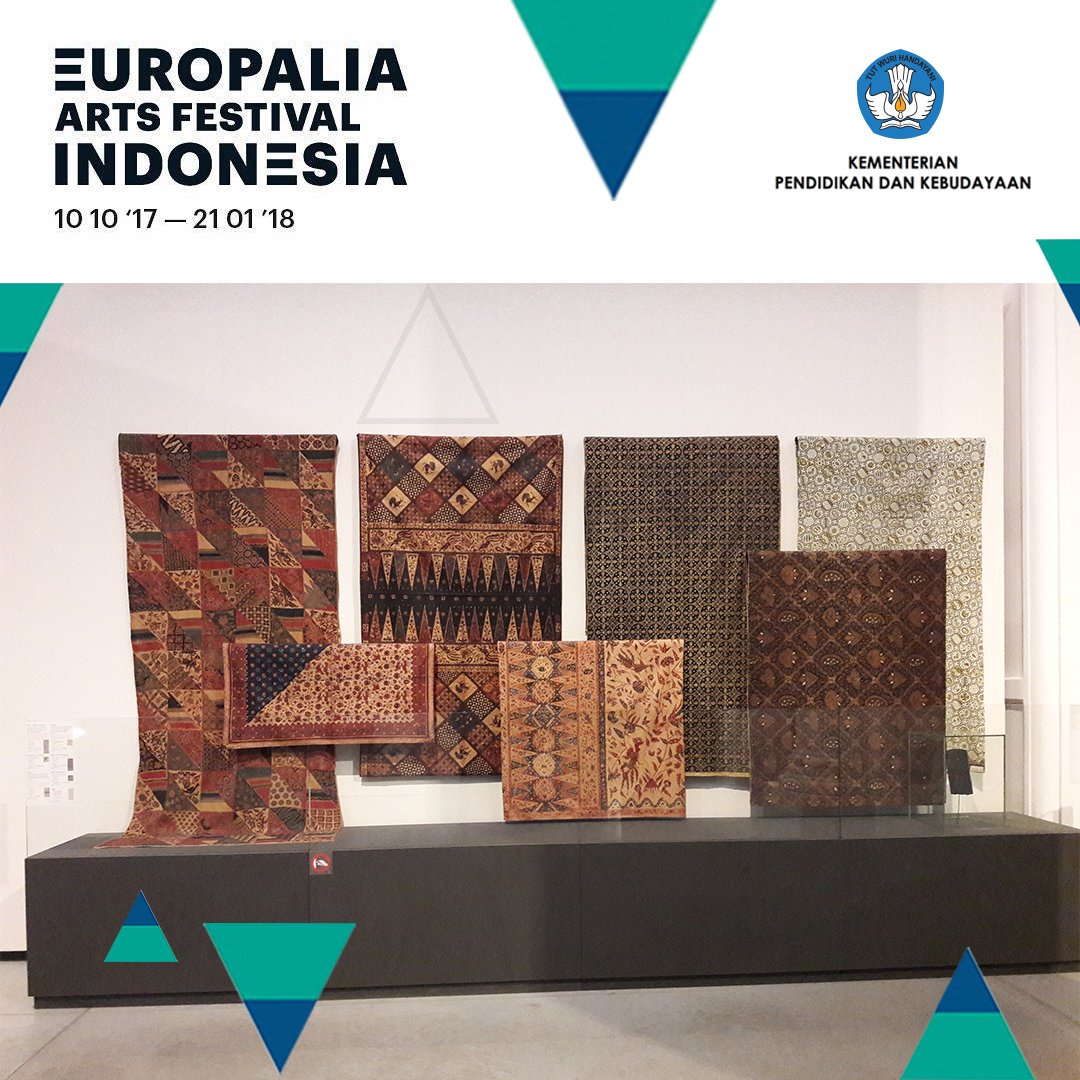 EUROPALIA
ARTS FESTIVAL
INDONESIA
10 10 '17 — 21 01 '18
TUT WURI HANDAYANI
KEMENTERIAN
PENDIDIKAN DAN KEBUDAYAAN